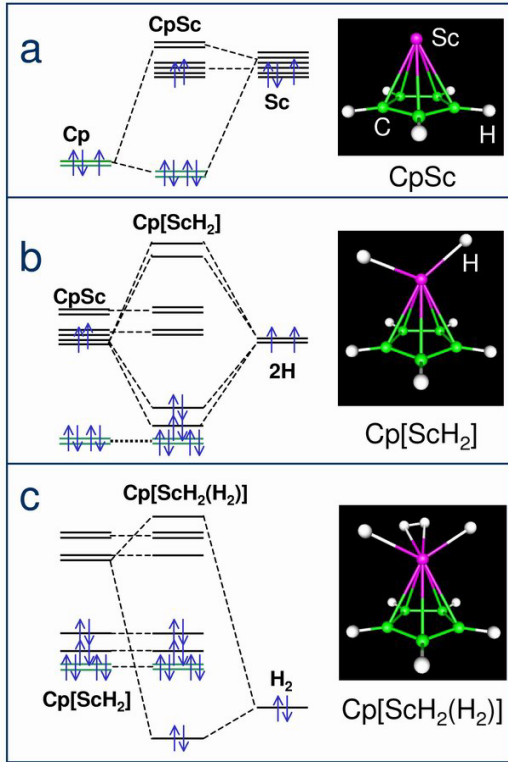 a
CpSc
Cp
Sc
Sc
C
H
CpSc
b
Cp[ScH₂]
CpSc
2H
H
Cp[ScH₂]
c
Cp[ScH₂(H₂)]
Cp[ScH₂]
H₂
Cp[ScH₂(H₂)]